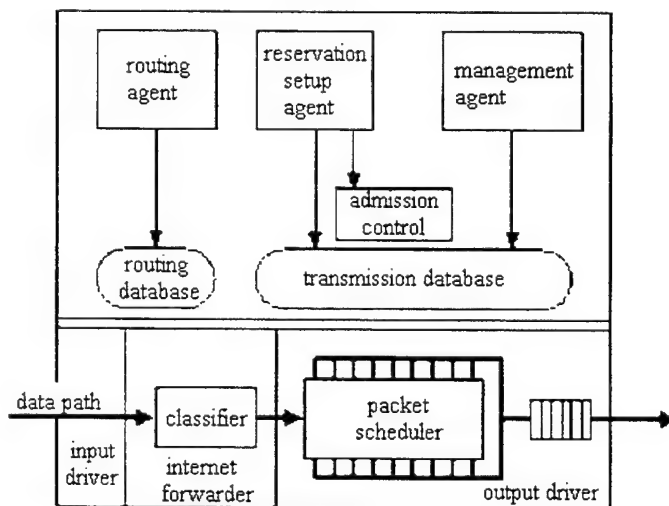 routing
agent
reservation
setup
agent
management
agent
admission
control
routing
database
transmission database
data path
classifier
packet
scheduler
input
driver
internet
forwarder
output driver